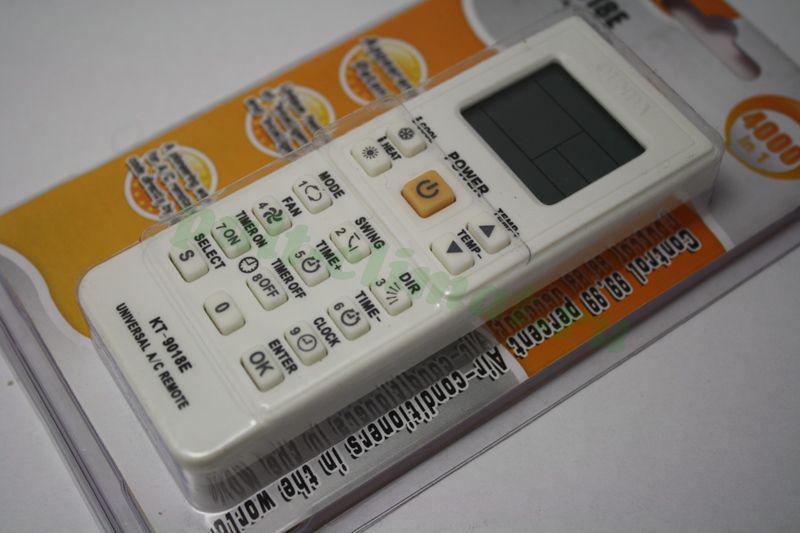 9018E
4000
in 1
QUNDA
COOL
HEAT
POWER
TEMP+
TEMP-
MODE
1
FAN
4
TIMER ON
7 ON
SELECT
S
SWING
2
TIME+
5
TIMER OFF
8 OFF
0
DIR
3
TIME-
6
CLOCK
9
ENTER
OK
KT-9018E
UNIVERSAL A/C REMOTE
Control 99.99 percent
Air-conditioners in the world